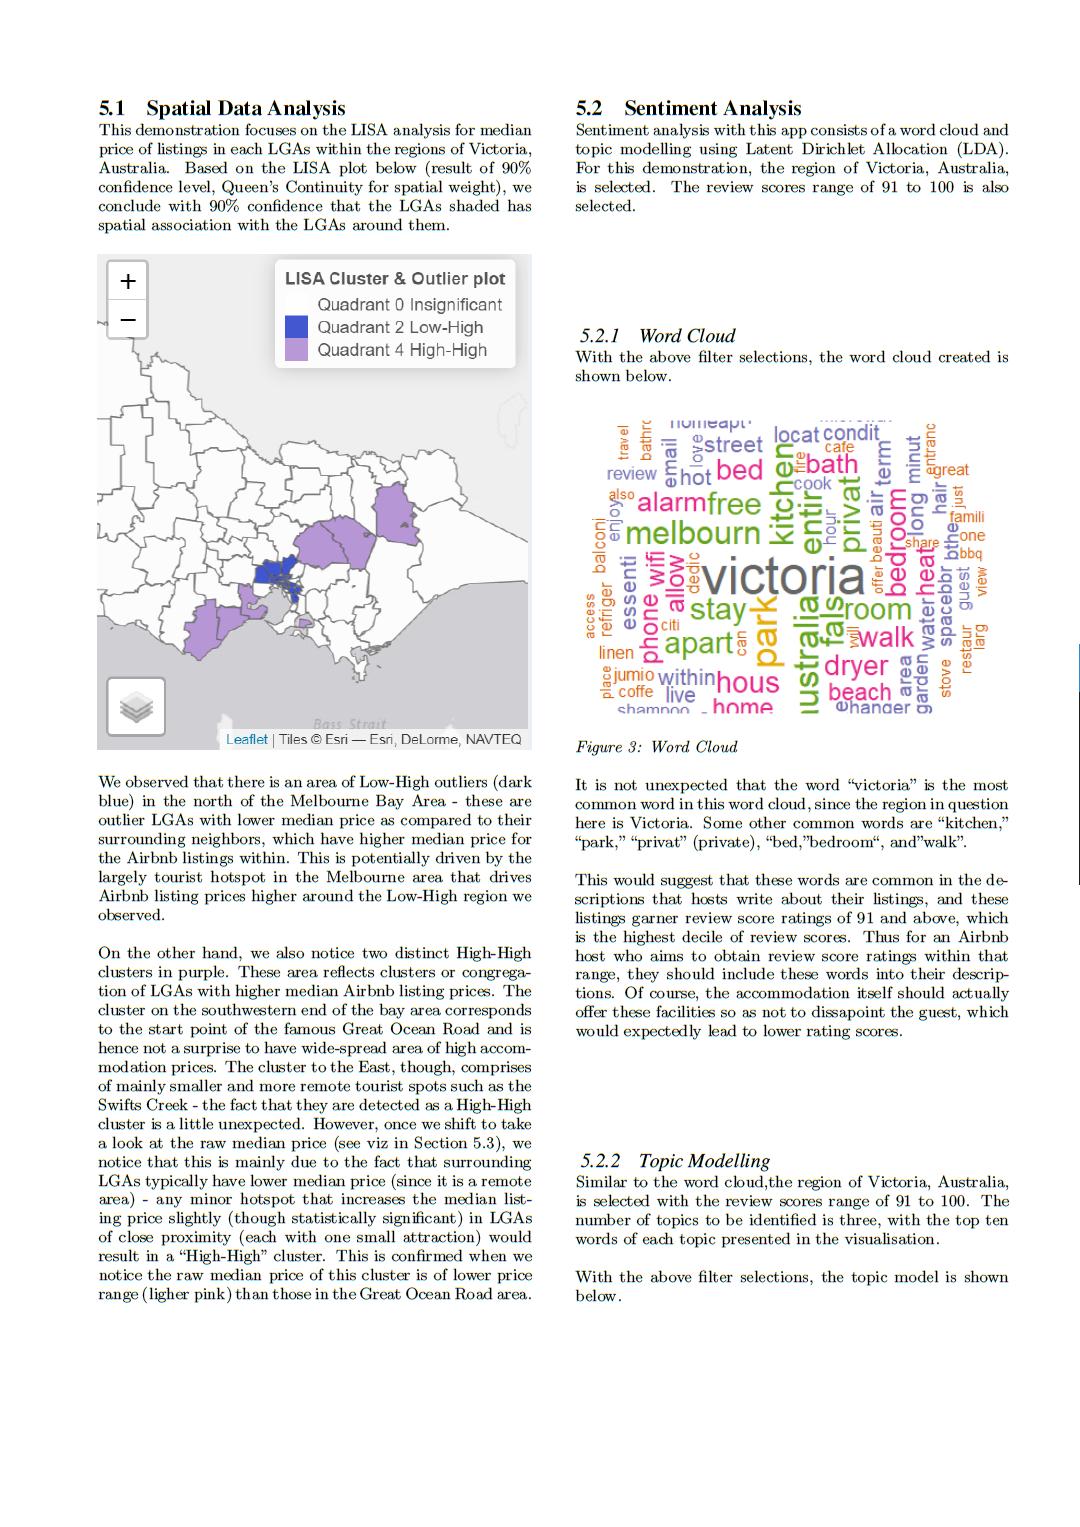 5.1 Spatial Data Analysis
This demonstration focuses on the LISA analysis for median
price of listings in each LGAs within the regions of Victoria,
Australia. Based on the LISA plot below (result of 90%
confidence level, Queen's Continuity for spatial weight), we
conclude with 90% confidence that the LGAs shaded has
spatial association with the LGAs around them.
+
−
LISA Cluster & Outlier plot
Quadrant 0 Insignificant
Quadrant 2 Low-High
Quadrant 4 High-High
Bass Strait
Leaflet | Tiles © Esri — Esri, DeLorme, NAVTEQ
We observed that there is an area of Low-High outliers (dark
blue) in the north of the Melbourne Bay Area - these are
outlier LGAs with lower median price as compared to their
surrounding neighbors, which have higher median price for
the Airbnb listings within. This is potentially driven by the
largely tourist hotspot in the Melbourne area that drives
Airbnb listing prices higher around the Low-High region we
observed.
On the other hand, we also notice two distinct High-High
clusters in purple. These area reflects clusters or congrega-
tion of LGAs with higher median Airbnb listing prices. The
cluster on the southwestern end of the bay area corresponds
to the start point of the famous Great Ocean Road and is
hence not a surprise to have wide-spread area of high accom-
modation prices. The cluster to the East, though, comprises
of mainly smaller and more remote tourist spots such as the
Swifts Creek - the fact that they are detected as a High-High
cluster is a little unexpected. However, once we shift to take
a look at the raw median price (see viz in Section 5.3), we
notice that this is mainly due to the fact that surrounding
LGAs typically have lower median price (since it is a remote
area) - any minor hotspot that increases the median list-
ing price slightly (though statistically significant) in LGAs
of close proximity (each with one small attraction) would
result in a “High-High” cluster. This is confirmed when we
notice the raw median price of this cluster is of lower price
range (ligher pink) than those in the Great Ocean Road area.
5.2 Sentiment Analysis
Sentiment analysis with this app consists of a word cloud and
topic modelling using Latent Dirichlet Allocation (LDA).
For this demonstration, the region of Victoria, Australia,
is selected. The review scores range of 91 to 100 is also
selected.
5.2.1 Word Cloud
With the above filter selections, the word cloud created is
shown below.
travel
bathr
email
love
street
locat
condit
cafe
term
minut
entranc
review
hot
bed
kitchen
fire
bath
cook
great
also
alarm
free
entir
hour
privat
air
long
hair
just
enjoy
melbourn
beauti
bedroom
share
famili
one
balconi
essenti
wifi
allow
dedic
victoria
offer
heat
bthe
bbq
access
refriger
phone
citi
stay
park
australia
falls
room
water
spacebbr
guest
view
linen
apart
can
will
walk
restaur
larg
place
jumio
coffe
within
live
hous
dryer
beach
area
garden
stove
shampoo
home
hanger
Figure 3: Word Cloud
It is not unexpected that the word “victoria” is the most
common word in this word cloud, since the region in question
here is Victoria. Some other common words are “kitchen,”
“park,” “privat” (private), “bed,”bedroom“, and”walk”.
This would suggest that these words are common in the de-
scriptions that hosts write about their listings, and these
listings garner review score ratings of 91 and above, which
is the highest decile of review scores. Thus for an Airbnb
host who aims to obtain review score ratings within that
range, they should include these words into their descrip-
tions. Of course, the accommodation itself should actually
offer these facilities so as not to dissapoint the guest, which
would expectedly lead to lower rating scores.
5.2.2 Topic Modelling
Similar to the word cloud,the region of Victoria, Australia,
is selected with the review scores range of 91 to 100. The
number of topics to be identified is three, with the top ten
words of each topic presented in the visualisation.
With the above filter selections, the topic model is shown
below.